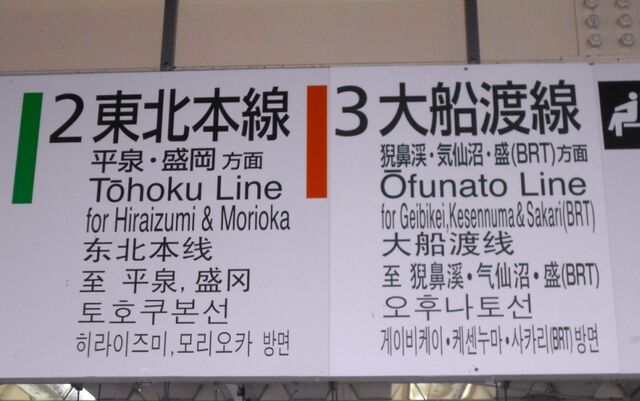 2 東北本線
平泉・盛岡 方面
Tōhoku Line
for Hiraizumi & Morioka
东北本线
至 平泉, 盛冈
토호쿠본선
히라이즈미, 모리오카 방면
3 大船渡線
猊鼻渓・気仙沼・盛(BRT)方面
Ōfunato Line
for Geibikei, Kesennuma & Sakari(BRT)
大船渡线
至 猊鼻溪・气仙沼・盛(BRT)
오후나토선
게이비케이・케센누마・사카리(BRT) 방면